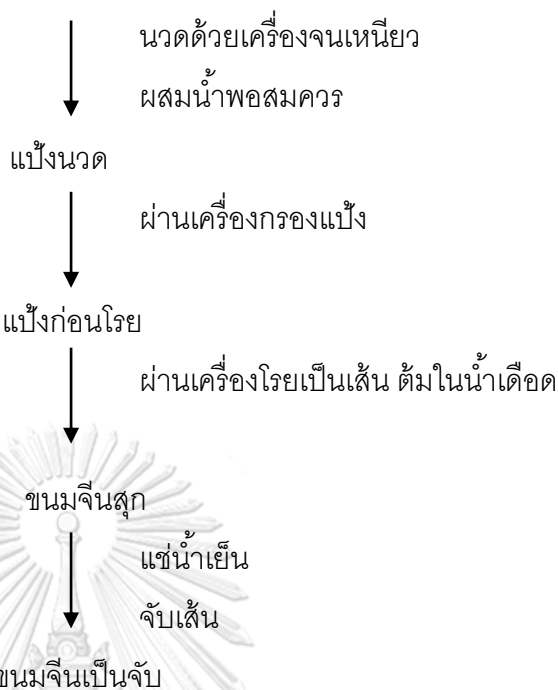 นวดด้วยเครื่องจนเหนียว
ผสมน้ำพอสมควร
แป้งนวด
ผ่านเครื่องกรองแป้ง
แป้งก่อนโรย
ผ่านเครื่องโรยเป็นเส้น ต้มในน้ำเดือด
ขนมจีนสุก
แช่น้ำเย็น
จับเส้น
ขนมจีนเป็นจับ